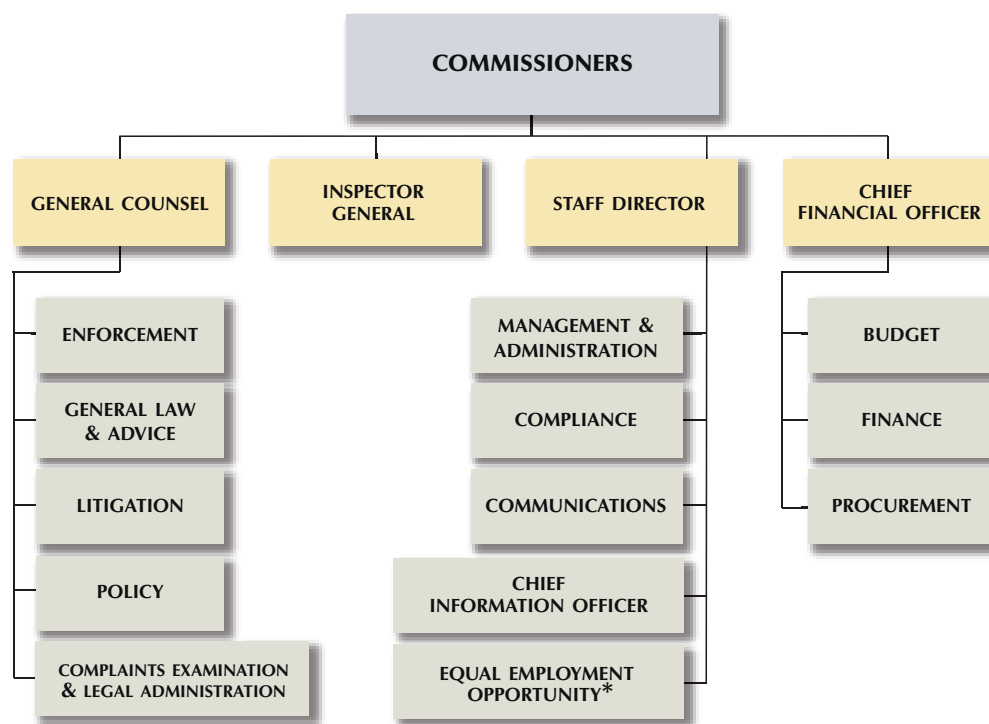 COMMISSIONERS
GENERAL COUNSEL
INSPECTOR
GENERAL
STAFF DIRECTOR
CHIEF
FINANCIAL OFFICER
ENFORCEMENT
GENERAL LAW
& ADVICE
LITIGATION
POLICY
COMPLAINTS EXAMINATION
& LEGAL ADMINISTRATION
MANAGEMENT &
ADMINISTRATION
COMPLIANCE
COMMUNICATIONS
CHIEF
INFORMATION OFFICER
EQUAL EMPLOYMENT
OPPORTUNITY*
BUDGET
FINANCE
PROCUREMENT